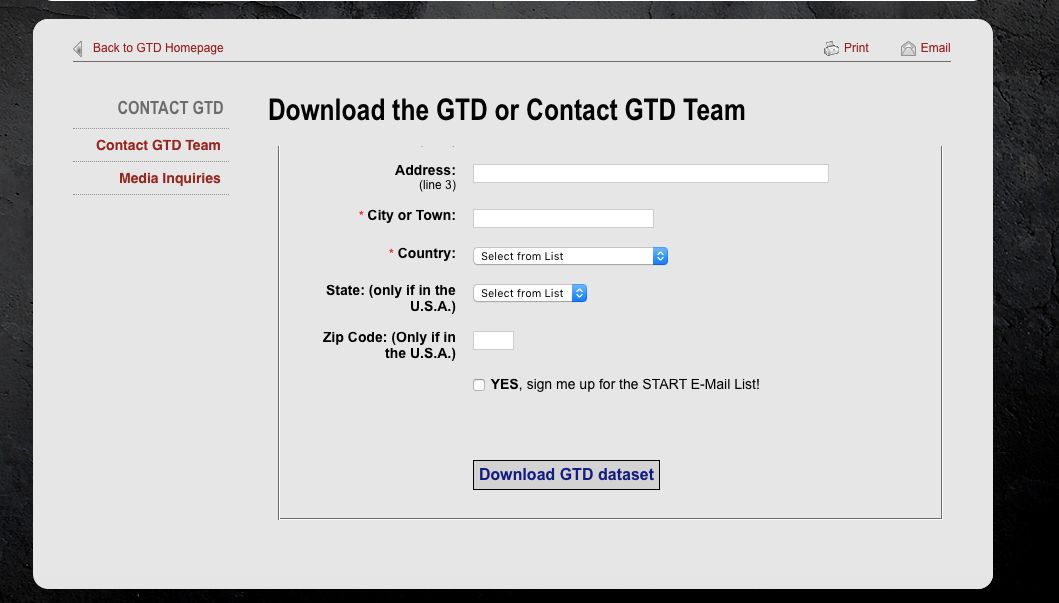 Back to GTD Homepage
Print
Email
CONTACT GTD
Contact GTD Team
Media Inquiries
Download the GTD or Contact GTD Team
Address:
(line 3)
* City or Town:
* Country:
Select from List
State: (only if in the
U.S.A.)
Select from List
Zip Code: (Only if in
the U.S.A.)
YES, sign me up for the START E-Mail List!
Download GTD dataset